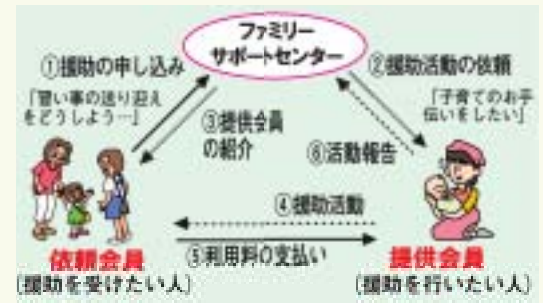 ファミリー
サポートセンター
①援助の申し込み
②援助活動の依頼
「習い事の送り迎え
をどうしよう…」
「子育てのお手
伝いをしたい」
③提供会員
の紹介
⑥活動報告
④援助活動
⑤利用料の支払い
依頼会員
(援助を受けたい人)
提供会員
(援助を行いたい人)